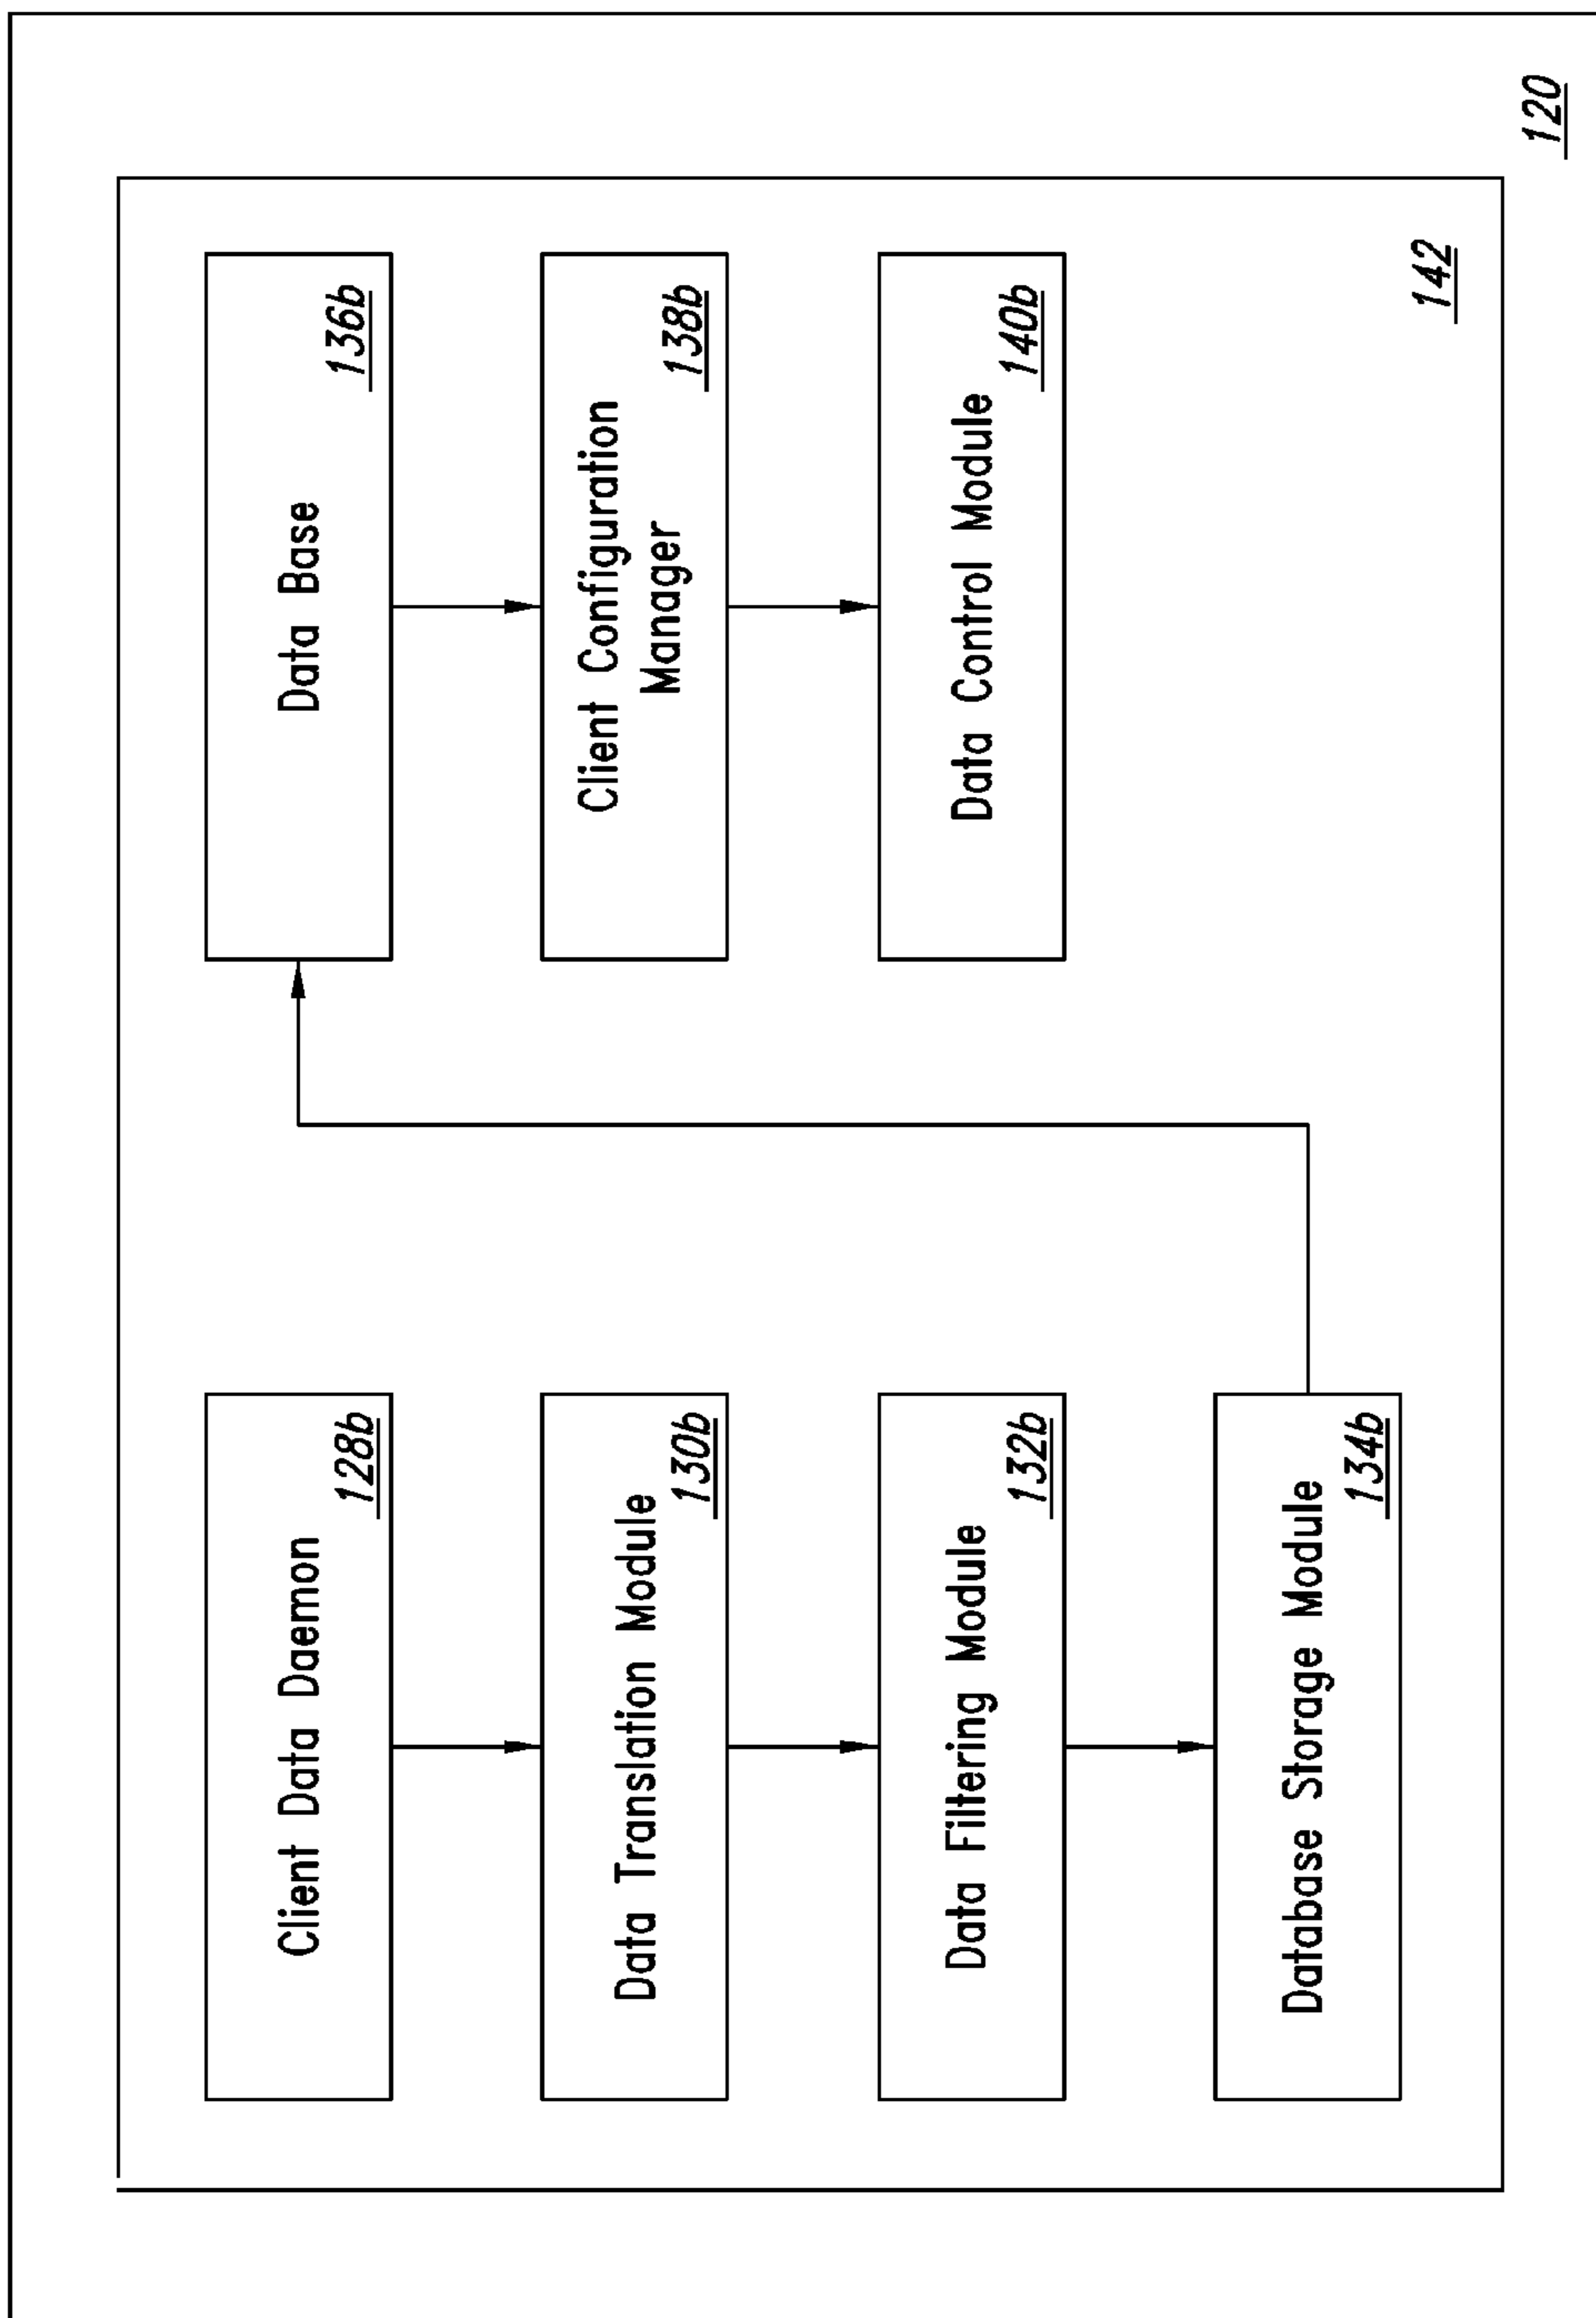 Client Data Daemon
128b
Data Translation Module
130b
Data Filtering Module
132b
Database Storage Module
134b
Data Base
136b
Client Configuration
Manager
138b
Data Control Module
140b
142
120